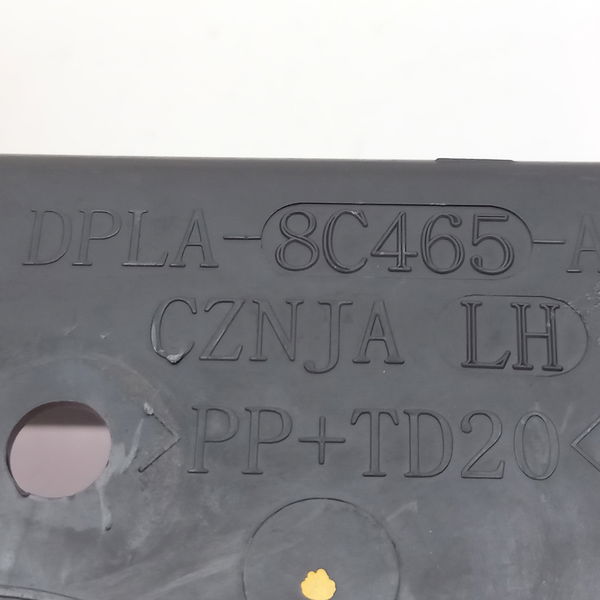 DPLA-8C465-A
CZNJA LH
>PP+TD20<